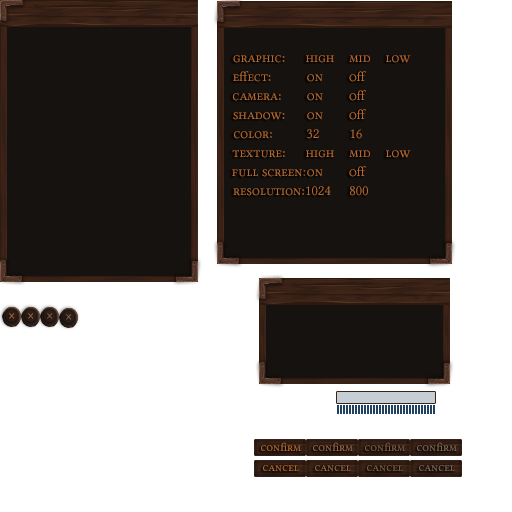 GRAPHIC: HIGH MID LOW
Effect: ON Off
CAMERA: ON Off
SHADOW: ON Off
COLOR: 32 16
TEXTURE: HIGH MID LOW
FULL SCREEN: ON Off
RESOLUTION: 1024 800
X X X X
CONfIRM CONfIRM CONfIRM CONfIRM
CANCEL CANCEL CANCEL CANCEL